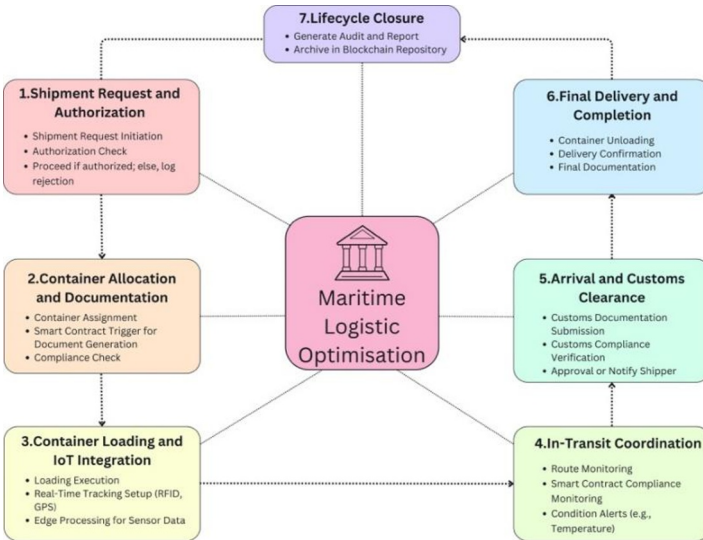 7.Lifecycle Closure
Generate Audit and Report
Archive in Blockchain Repository
1.Shipment Request and
Authorization
Shipment Request Initiation
Authorization Check
Proceed if authorized; else, log
rejection
6.Final Delivery and
Completion
Container Unloading
Delivery Confirmation
Final Documentation
Maritime
Logistic
Optimisation
2.Container Allocation
and Documentation
Container Assignment
Smart Contract Trigger for
Document Generation
Compliance Check
5.Arrival and Customs
Clearance
Customs Documentation
Submission
Customs Compliance
Verification
Approval or Notify Shipper
3.Container Loading and
IoT Integration
Loading Execution
Real-Time Tracking Setup (RFID,
GPS)
Edge Processing for Sensor Data
4.In-Transit Coordination
Route Monitoring
Smart Contract Compliance
Monitoring
Condition Alerts (e.g.,
Temperature)